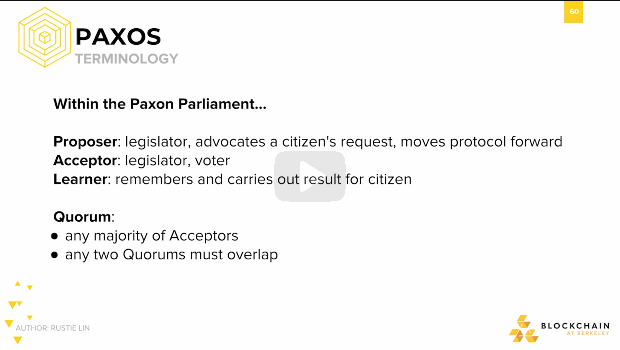 60
PAXOS
TERMINOLOGY
Within the Paxon Parliament...
Proposer: legislator, advocates a citizen's request, moves protocol forward
Acceptor: legislator, voter
Learner: remembers and carries out result for citizen
Quorum:
● any majority of Acceptors
● any two Quorums must overlap
AUTHOR: RUSTIE LIN
BLOCKCHAIN
AT BERKELEY